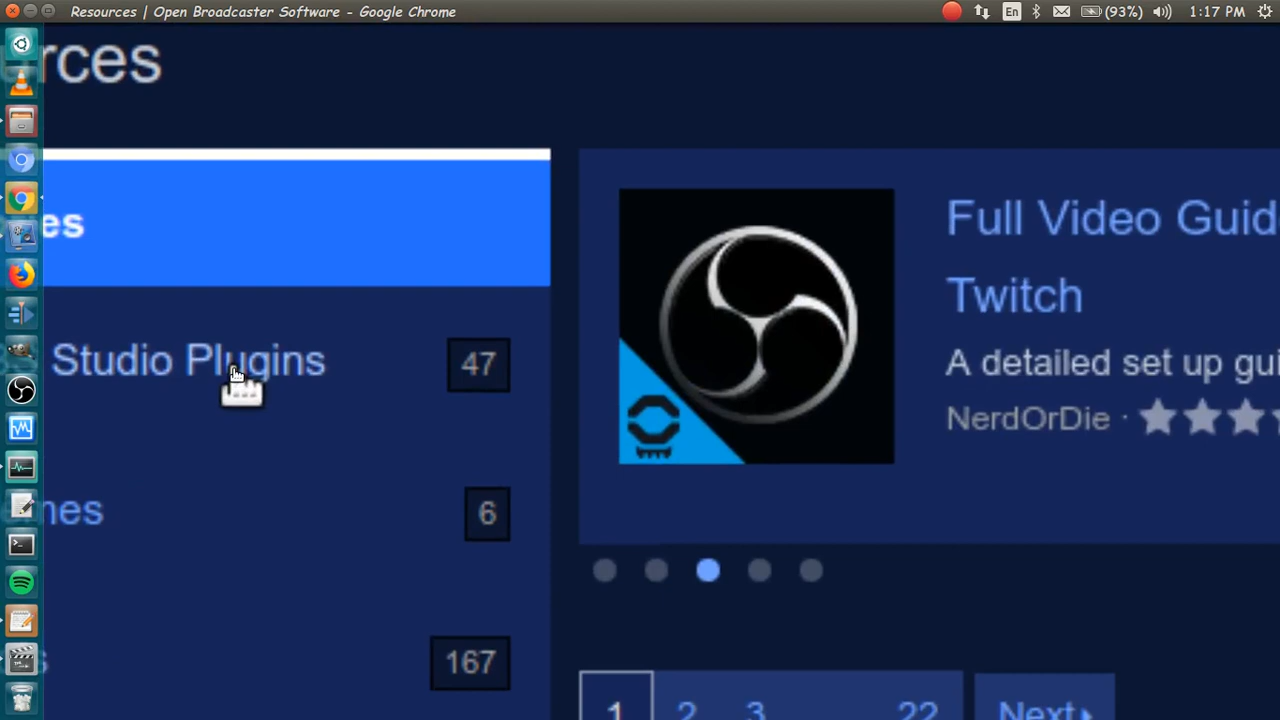 Resources | Open Broadcaster Software - Google Chrome
En
(93%)
1:17 PM
rces
es
Studio Plugins
47
mes
6
s
167
Full Video Guid
Twitch
A detailed set up gui
NerdOrDie ·
1 2 3 22 Next